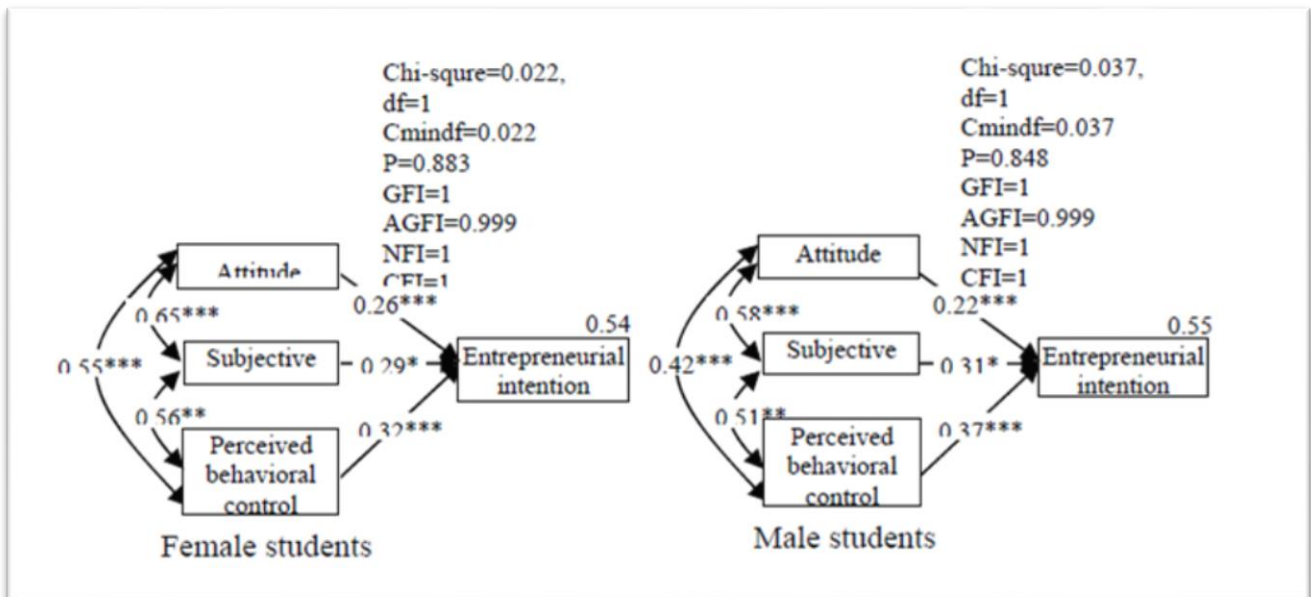 Chi-squre=0.022,
df=1
Cmindf=0.022
P=0.883
GFI=1
AGFI=0.999
NFI=1
CFI=1
Attitude
0.26***
0.65***
0.54
Subjective
0.29*
Entrepreneurial
intention
0.55***
0.56**
0.32***
Perceived
behavioral
control
Female students
Chi-squre=0.037,
df=1
Cmindf=0.037
P=0.848
GFI=1
AGFI=0.999
NFI=1
CFI=1
Attitude
0.22***
0.58***
0.55
Subjective
0.31*
Entrepreneurial
intention
0.42***
0.51**
0.37***
Perceived
behavioral
control
Male students